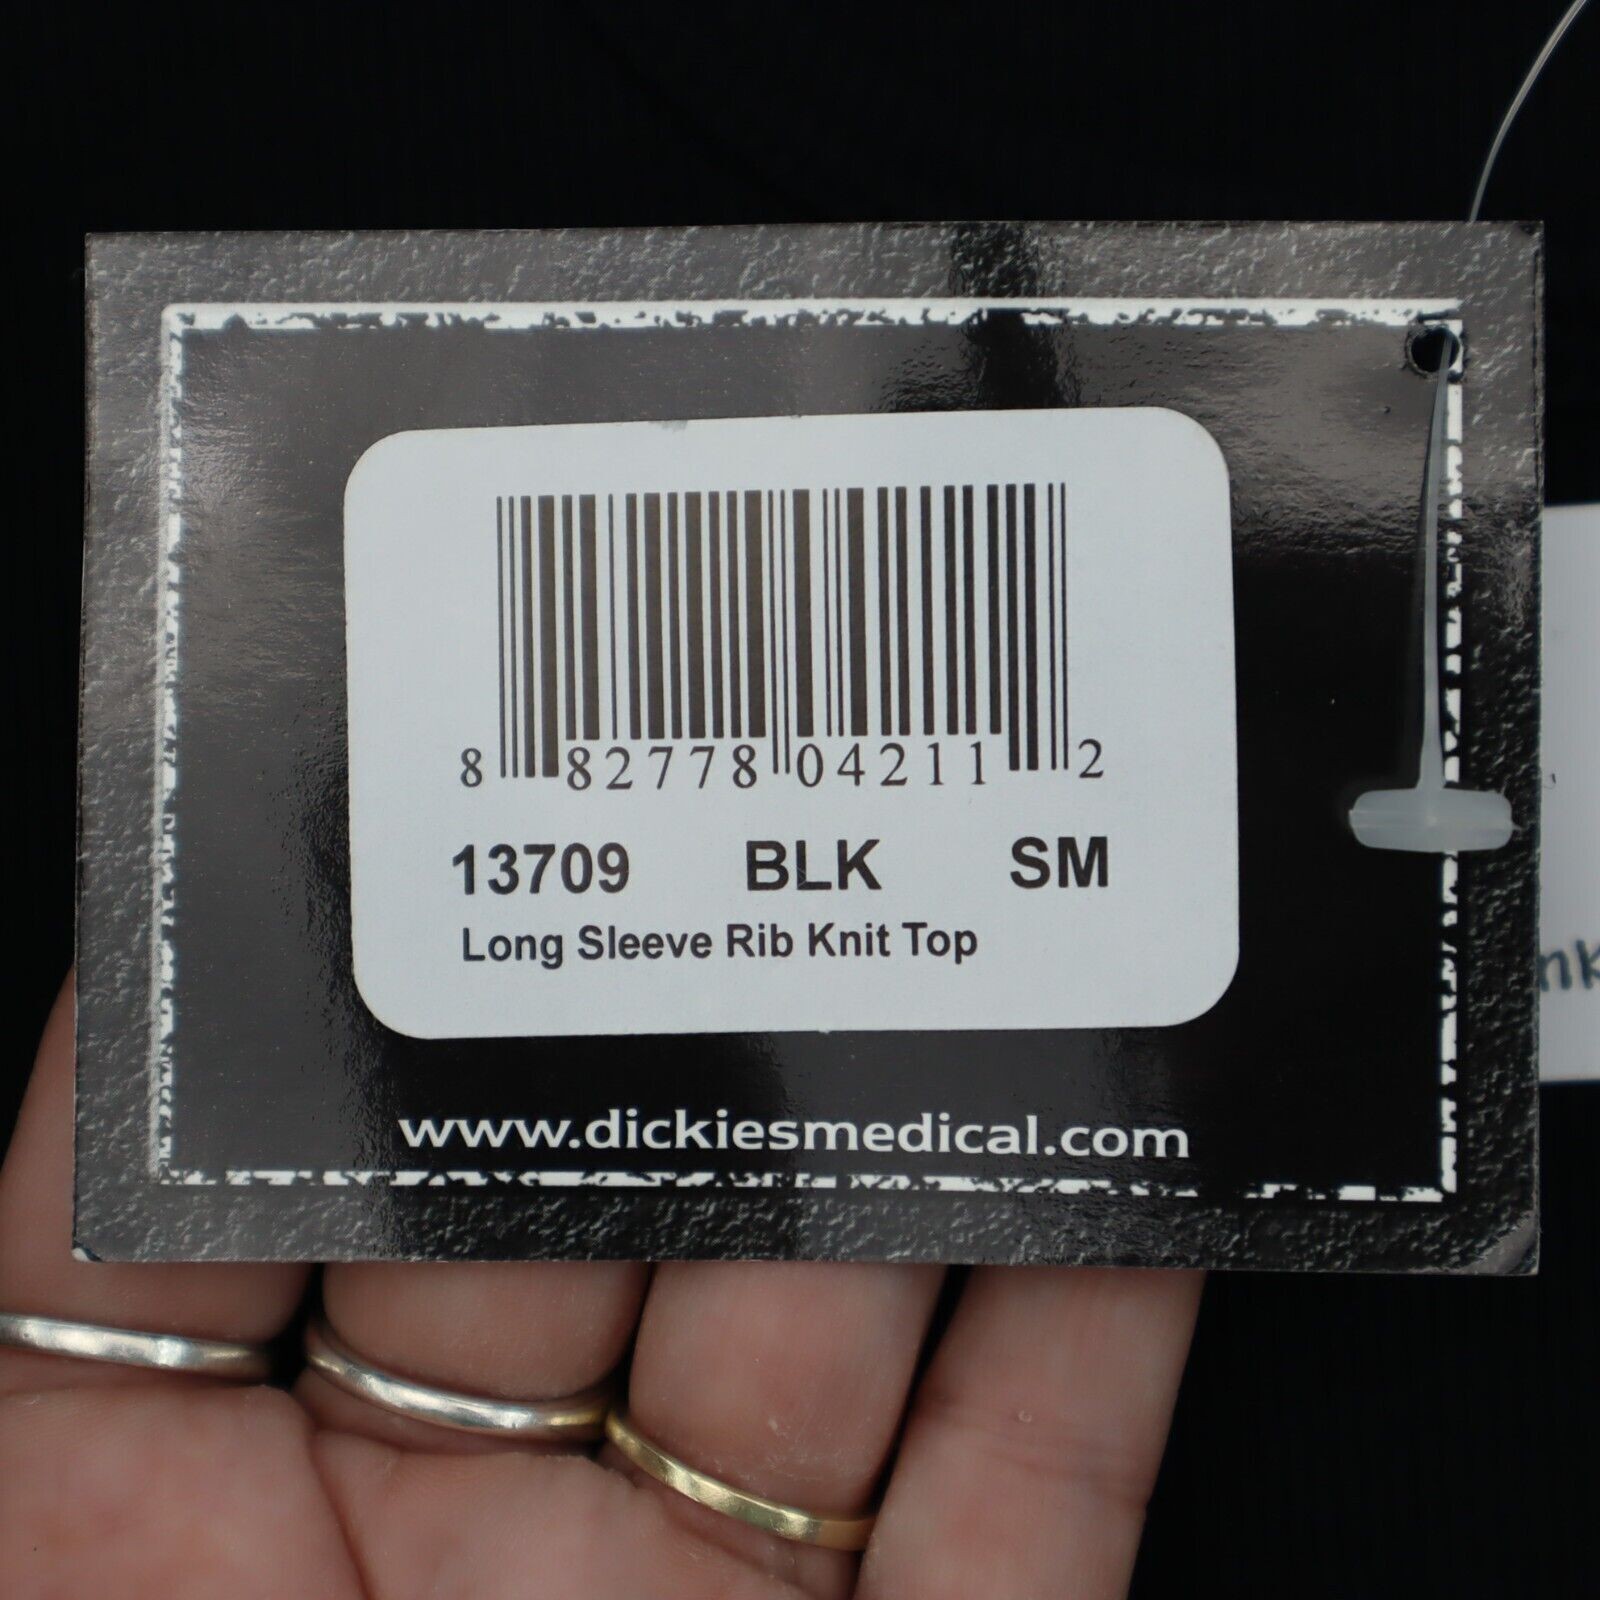 8 82778 04211 2
13709 BLK SM
Long Sleeve Rib Knit Top
www.dickiesmedical.com